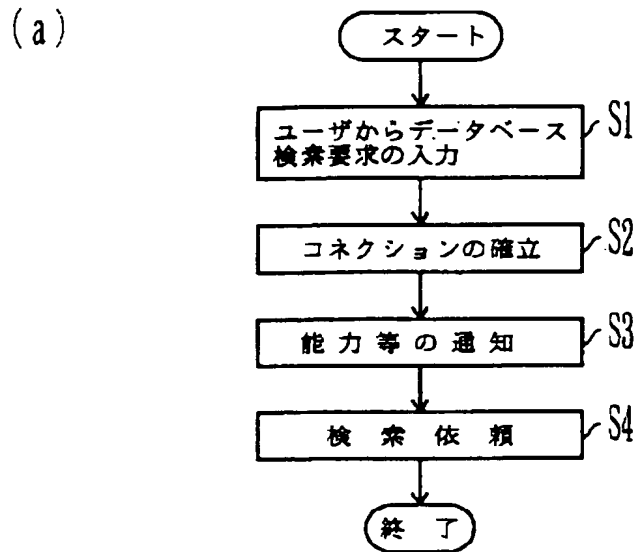 (a)
スタート
ユーザからデータベース
検索要求の入力
S1
コネクションの確立
S2
能力等の通知
S3
検索依頼
S4
終了